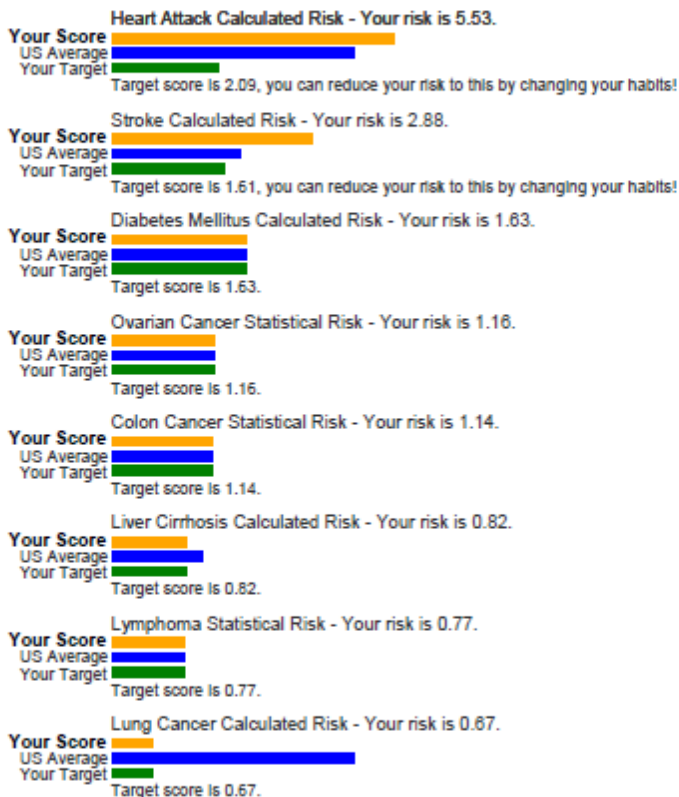 Heart Attack Calculated Risk - Your risk is 5.53.
Your Score
US Average
Your Target
Target score is 2.09, you can reduce your risk to this by changing your habits!
Stroke Calculated Risk - Your risk is 2.88.
Your Score
US Average
Your Target
Target score is 1.61, you can reduce your risk to this by changing your habits!
Diabetes Mellitus Calculated Risk - Your risk is 1.63.
Your Score
US Average
Your Target
Target score is 1.63.
Ovarian Cancer Statistical Risk - Your risk is 1.16.
Your Score
US Average
Your Target
Target score is 1.16.
Colon Cancer Statistical Risk - Your risk is 1.14.
Your Score
US Average
Your Target
Target score is 1.14.
Liver Cirrhosis Calculated Risk - Your risk is 0.82.
Your Score
US Average
Your Target
Target score is 0.82.
Lymphoma Statistical Risk - Your risk is 0.77.
Your Score
US Average
Your Target
Target score is 0.77.
Lung Cancer Calculated Risk - Your risk is 0.67.
Your Score
US Average
Your Target
Target score is 0.67.